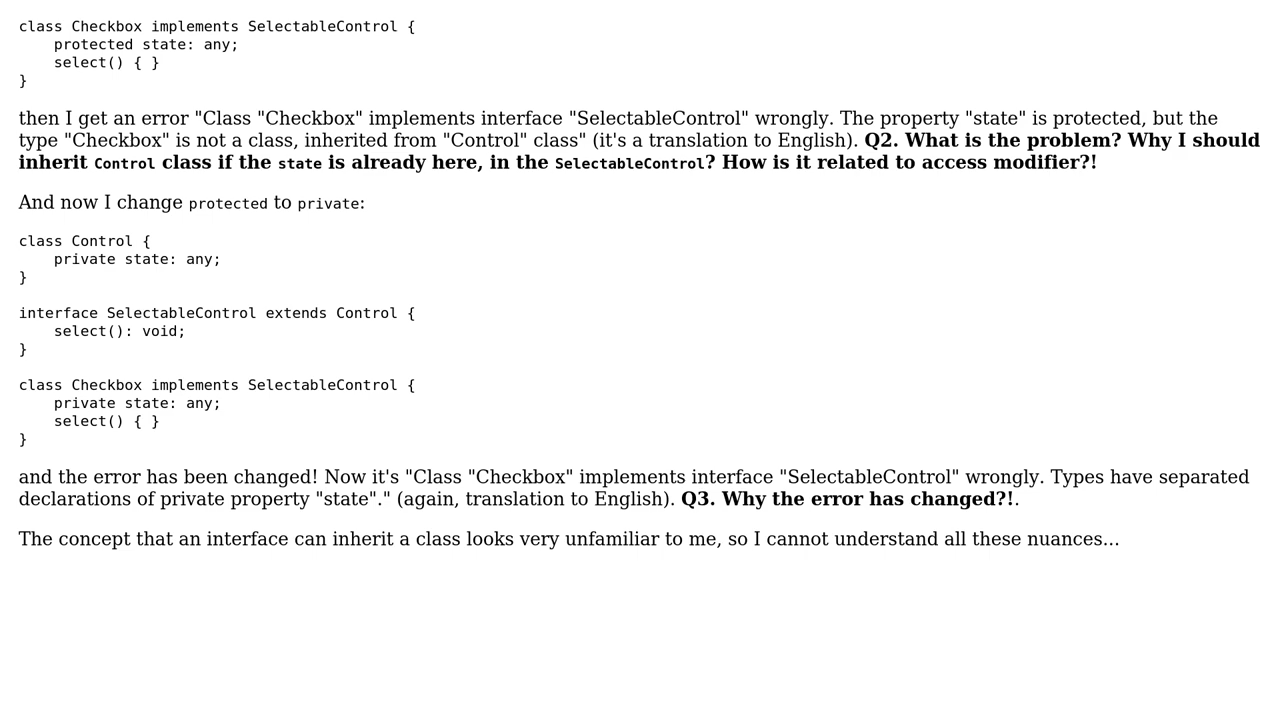 class Checkbox implements SelectableControl {
    protected state: any;
    select() { }
}
then I get an error "Class "Checkbox" implements interface "SelectableControl" wrongly. The property "state" is protected, but the
type "Checkbox" is not a class, inherited from "Control" class" (it's a translation to English). Q2. What is the problem? Why I should
inherit Control class if the state is already here, in the SelectableControl? How is it related to access modifier?!
And now I change protected to private:
class Control {
    private state: any;
}
interface SelectableControl extends Control {
    select(): void;
}
class Checkbox implements SelectableControl {
    private state: any;
    select() { }
}
and the error has been changed! Now it's "Class "Checkbox" implements interface "SelectableControl" wrongly. Types have separated
declarations of private property "state"." (again, translation to English). Q3. Why the error has changed?!.
The concept that an interface can inherit a class looks very unfamiliar to me, so I cannot understand all these nuances...